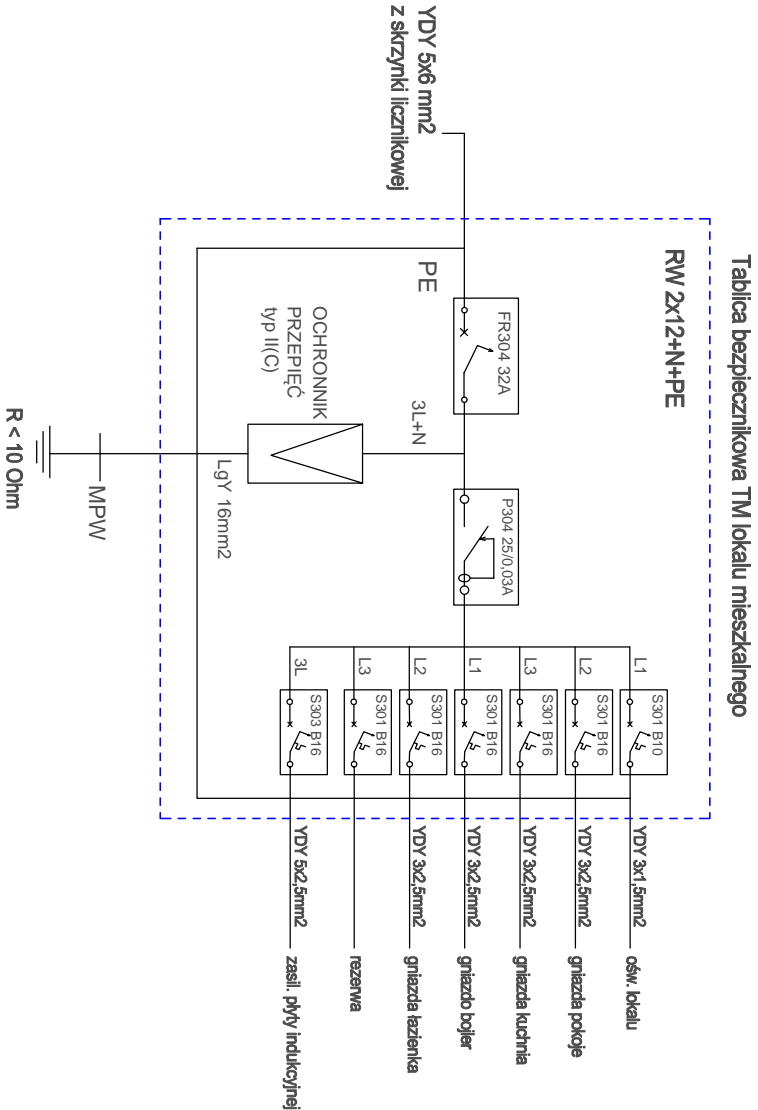 Tablica bezpiecznikowa TM lokalu mieszkalnego
RW 2x12+N+PE
YDY 5x6 mm2
z skrzynki licznikowej
PE
FR304 32A
3L+N
OCHRONNIK
PRZEPIĘĆ
typ II(C)
LgY 16mm2
MPW
R < 10 Ohm
P304 25/0,03A
L1
S301 B10
YDY 3x1,5mm2
ośw. lokalu
L2
S301 B16
YDY 3x2,5mm2
gniazda pokoje
L3
S301 B16
YDY 3x2,5mm2
gniazda kuchnia
L1
S301 B16
YDY 3x2,5mm2
gniazdo bojler
L2
S301 B16
YDY 3x2,5mm2
gniazda łazienka
L3
S301 B16
rezerwa
3L
S303 B16
YDY 5x2,5mm2
zasil. płyty indukcyjnej